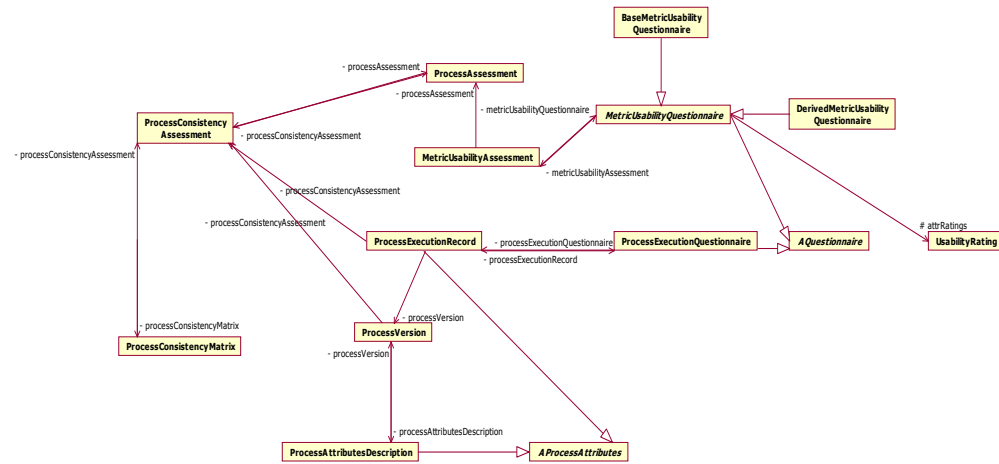 BaseMetricUsability
Questionnaire
- processAssessment
ProcessAssessment
- processAssessment
- metricUsabilityQuestionnaire
MetricUsabilityQuestionnaire
DerivedMetricUsability
Questionnaire
ProcessConsistency
Assessment
- processConsistencyAssessment
- processConsistencyAssessment
MetricUsabilityAssessment
- metricUsabilityAssessment
- processConsistencyAssessment
- processConsistencyAssessment
# attrRatings
ProcessExecutionRecord
- processExecutionQuestionnaire
ProcessExecutionQuestionnaire
AQuestionnaire
UsabilityRating
- processExecutionRecord
- processVersion
- processConsistencyMatrix
ProcessVersion
ProcessConsistencyMatrix
- processVersion
- processAttributesDescription
ProcessAttributesDescription
AProcessAttributes